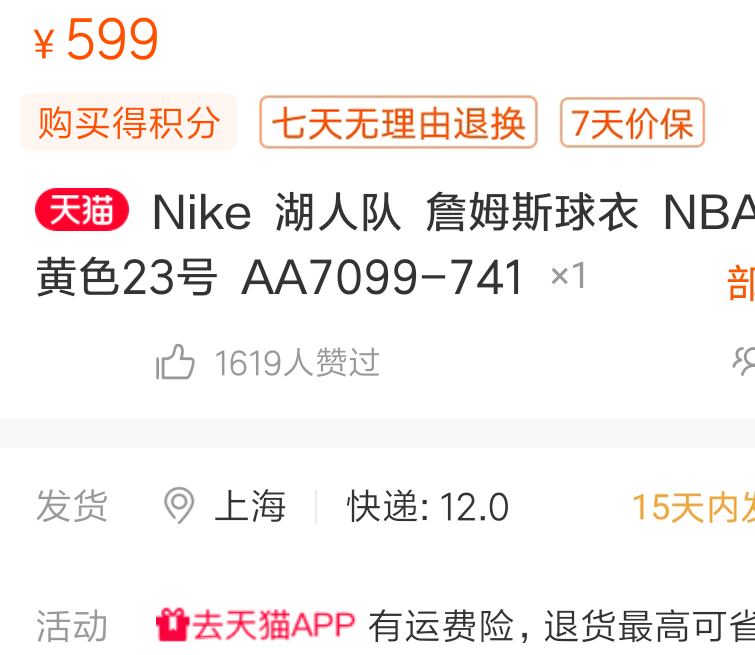 ¥ 599
购买得积分 七天无理由退换 7天价保
天猫 Nike 湖人队 詹姆斯球衣 NBA
黄色23号 AA7099-741 ×1 部
1619人赞过
发货 上海 快递: 12.0 15天内发
活动 去天猫APP 有运费险，退货最高可省